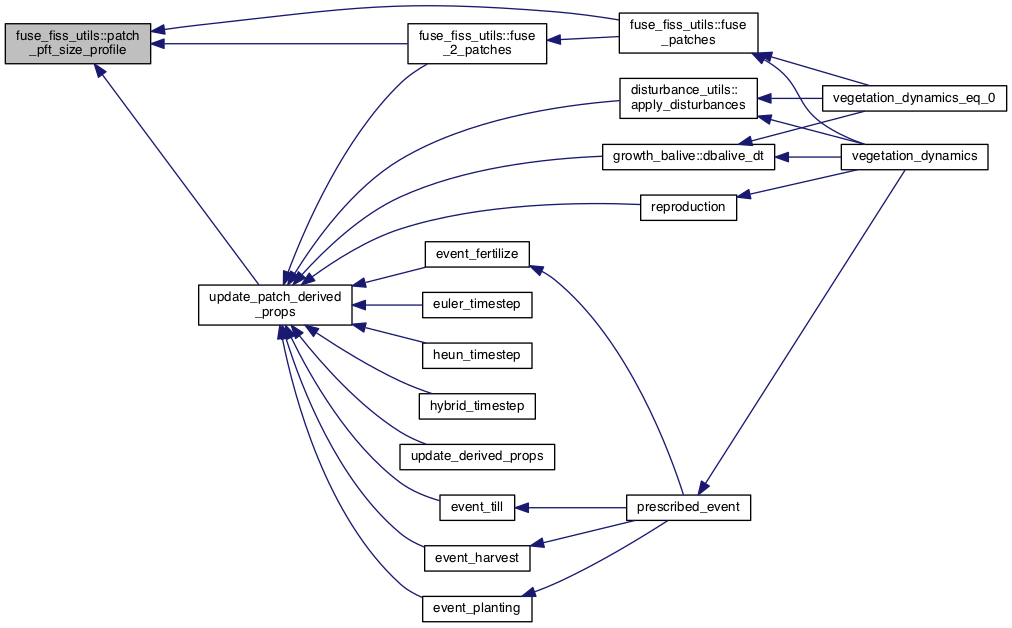 fuse_fiss_utils::patch
_pft_size_profile
fuse_fiss_utils::fuse
_2_patches
fuse_fiss_utils::fuse
_patches
disturbance_utils::
apply_disturbances
vegetation_dynamics_eq_0
growth_balive::dbalive_dt
vegetation_dynamics
reproduction
event_fertilize
update_patch_derived
_props
euler_timestep
heun_timestep
hybrid_timestep
update_derived_props
event_till
prescribed_event
event_harvest
event_planting